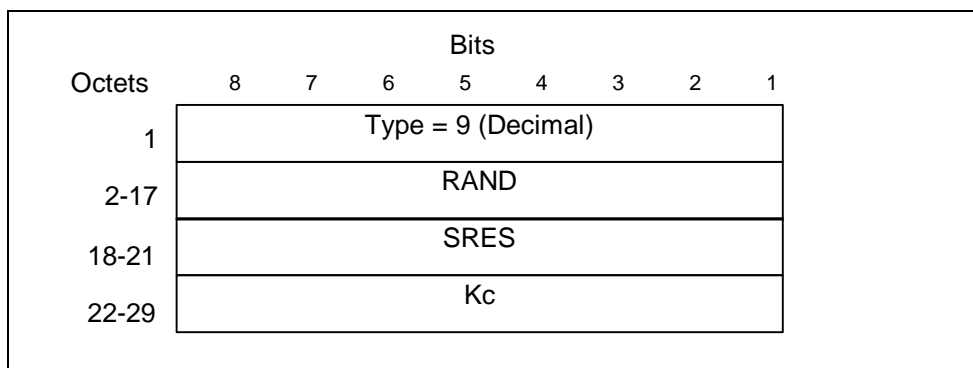 Bits
Octets 8 7 6 5 4 3 2 1
1 Type = 9 (Decimal)
2-17 RAND
18-21 SRES
22-29 Kc